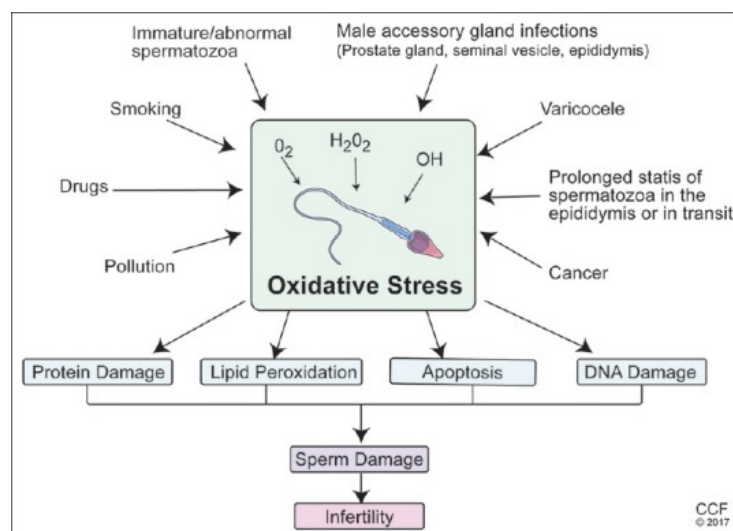 Immature/abnormal
spermatozoa
Male accessory gland infections
(Prostate gland, seminal vesicle, epididymis)
Smoking
Varicocele
0₂
H₂0₂
OH
Drugs
Prolonged statis of
spermatozoa in the
epididymis or in transit
Pollution
Cancer
Oxidative Stress
Protein Damage
Lipid Peroxidation
Apoptosis
DNA Damage
Sperm Damage
Infertility
CCF
© 2017